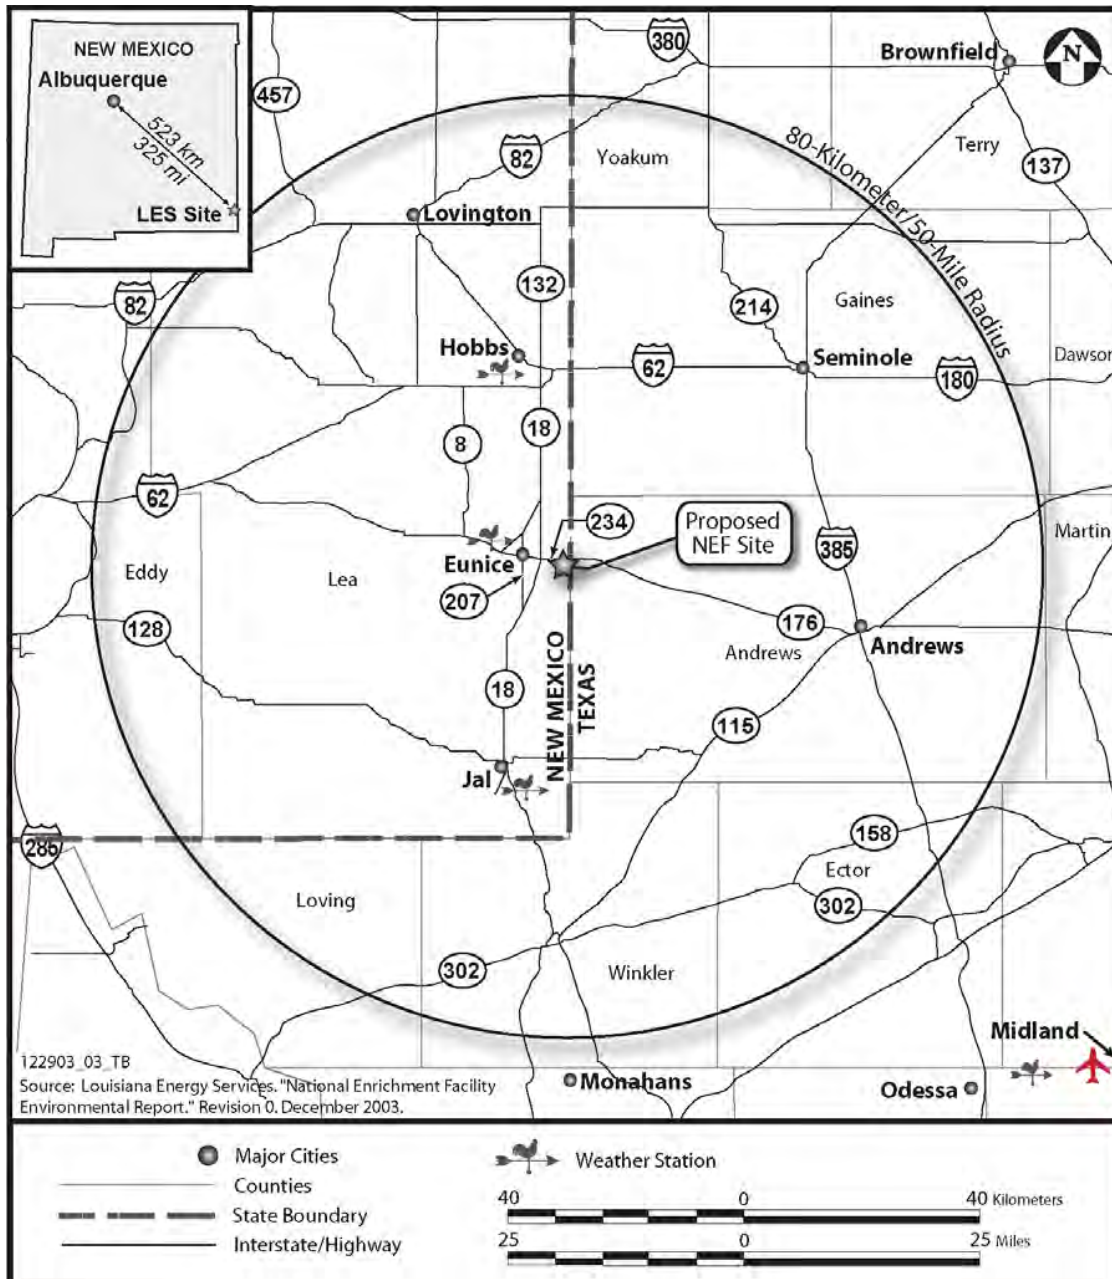 NEW MEXICO
Albuquerque
523 km
325 mi
LES Site
457
380
Brownfield
N
82
Yoakum
Terry
80-Kilometer/50-Mile Radius
137
Lovington
82
132
214
Gaines
Hobbs
62
Seminole
180
Dawson
8
18
62
234
Proposed
NEF Site
385
Martin
Eddy
Lea
Eunice
207
128
176
Andrews
Andrews
18
NEW MEXICO
TEXAS
115
Jal
285
158
Ector
302
Loving
302
Winkler
Midland
122903_03_TB
Source: Louisiana Energy Services. "National Enrichment Facility
Environmental Report." Revision 0. December 2003.
Monahans
Odessa
Major Cities
Weather Station
Counties
State Boundary
Interstate/Highway
40 0 40 Kilometers
25 0 25 Miles